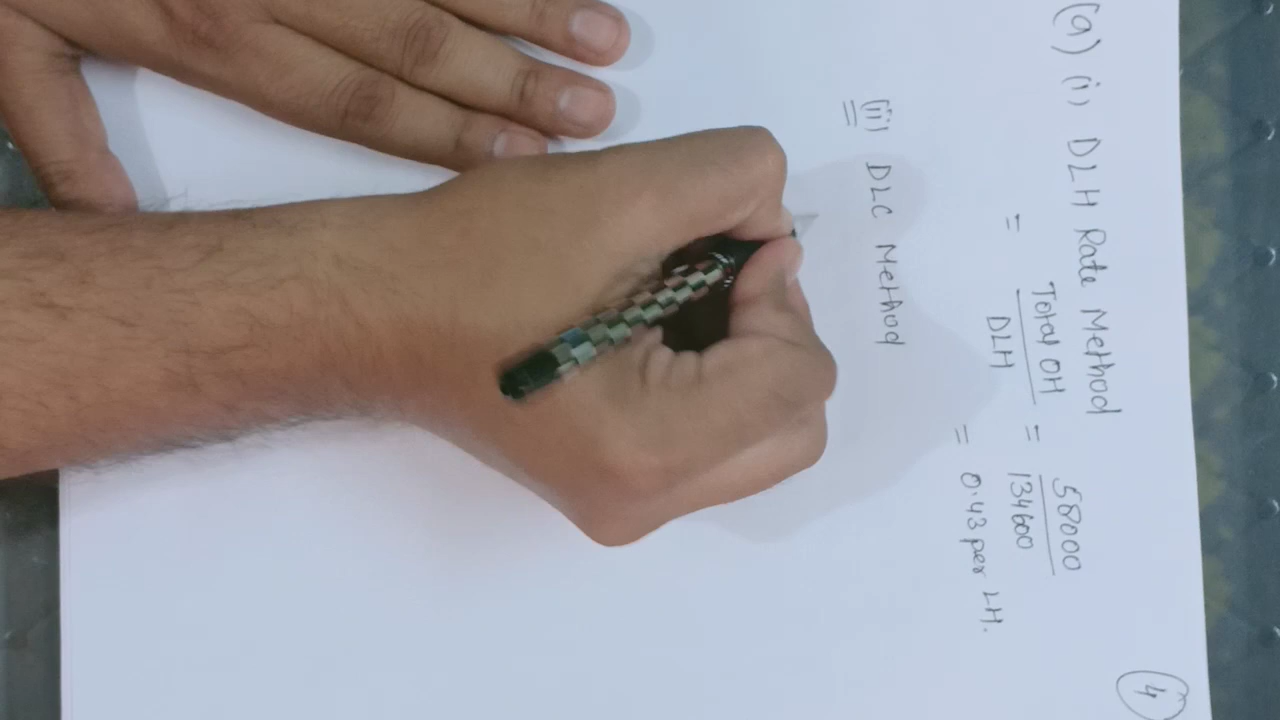 4
(a) (i) DLH Rate Method
= Total OH = 58000
DLH 134600
= 0.43 per LH.
(ii) DLC Method